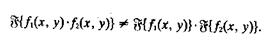 𝔉{f₁(x, y)·f₂(x, y)} ≠ 𝔉{f₁(x, y)}·𝔉{f₂(x, y)}.